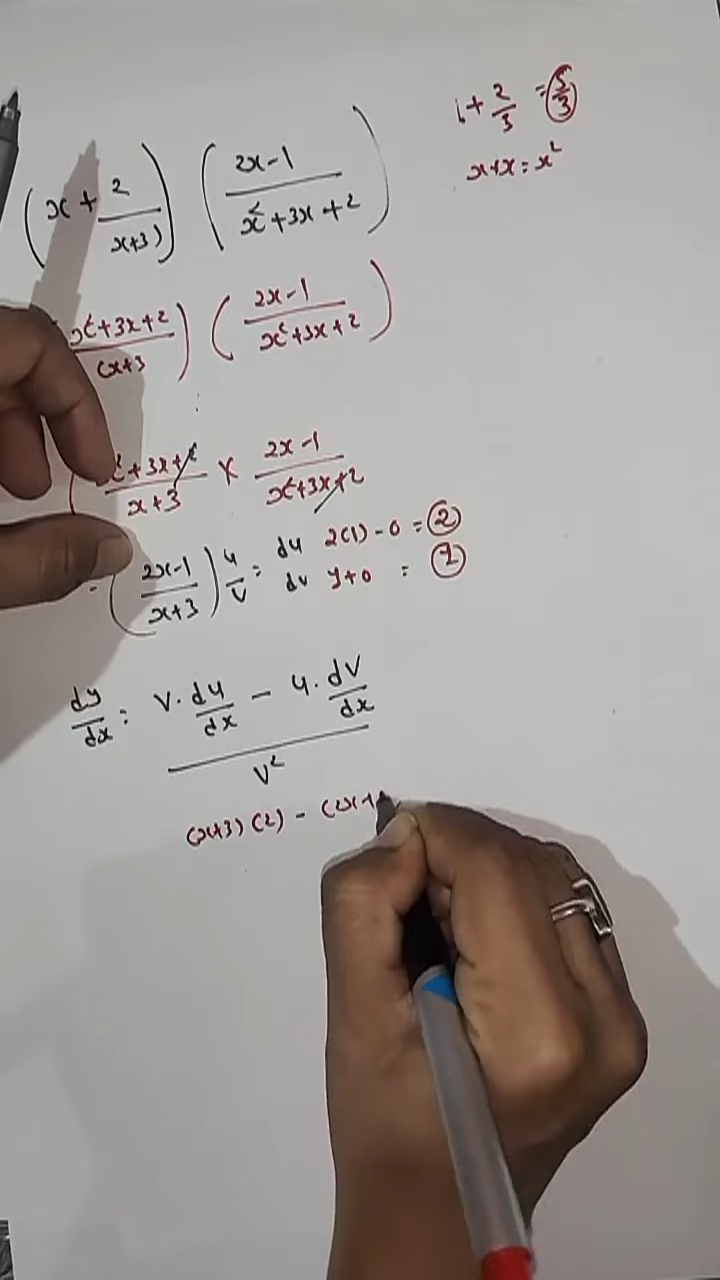 (x + 2/(x+3)) ((2x-1)/(x²+3x+2))
1 + 2/3 = 5/3
x+x = x²
(x²+3x+2)/(x+3) ) ( (2x-1)/(x²+3x+2) )
( (x²+3x+2)/(x+3) × (2x-1)/(x²+3x+2)
= ( (2x-1)/(x+3) ) u/v = du 2(1)-0 = 2
dv 1+0 = 1
dy/dx = (v·du/dx - u·dv/dx)/v²
(x+3)(2) - (2x